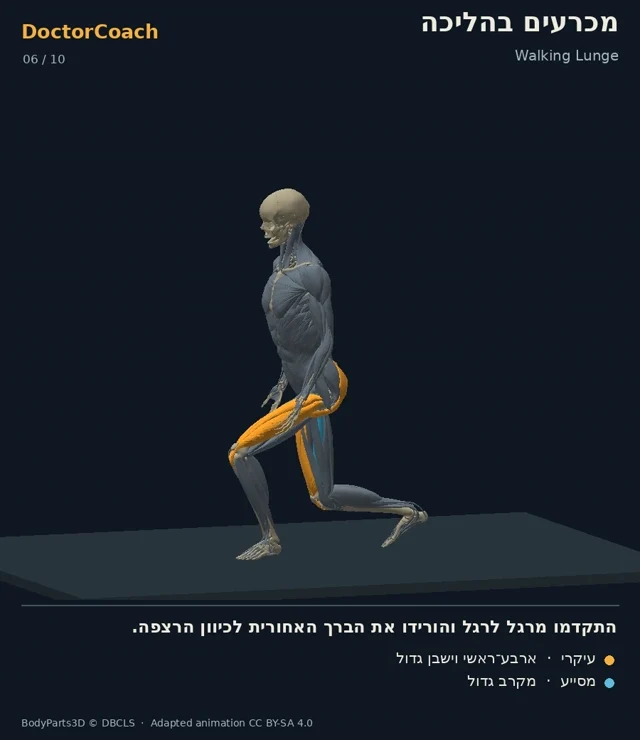 DoctorCoach
מכרעים בהליכה
06 / 10
Walking Lunge
התקדמו מרגל לרגל והורידו את הברך האחורית לכיוון הרצפה.
עיקרי · ארבע־ראשי וישבן גדול
מסייע · מקרב גדול
BodyParts3D © DBCLS · Adapted animation CC BY-SA 4.0